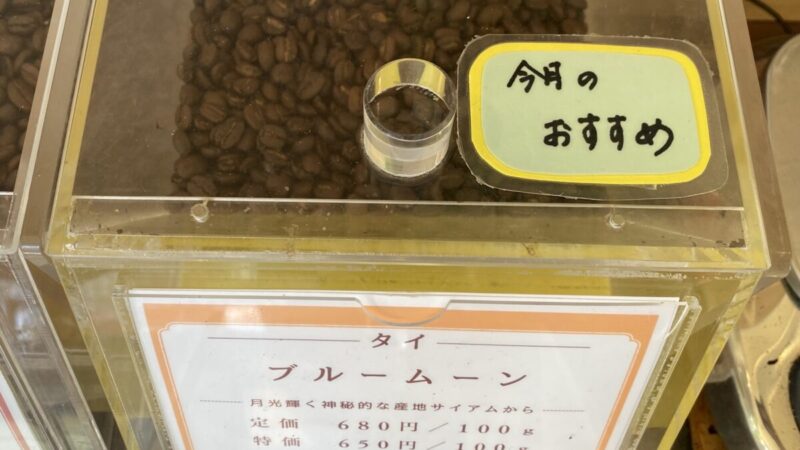 今月の
おすすめ
タイ
ブルームーン
月光輝く神秘的な産地サイアムから
定価 680円／100g
特価 650円／100g